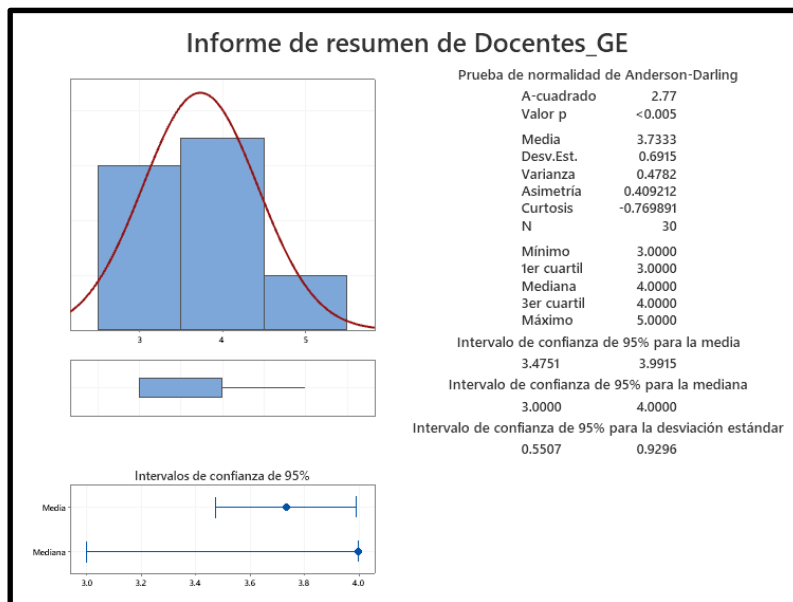 Informe de resumen de Docentes_GE
Prueba de normalidad de Anderson-Darling
A-cuadrado 2.77
Valor p <0.005
Media 3.7333
Desv.Est. 0.6915
Varianza 0.4782
Asimetría 0.409212
Curtosis -0.769891
N 30
Mínimo 3.0000
1er cuartil 3.0000
Mediana 4.0000
3er cuartil 4.0000
Máximo 5.0000
Intervalo de confianza de 95% para la media
3.4751 3.9915
Intervalo de confianza de 95% para la mediana
3.0000 4.0000
Intervalo de confianza de 95% para la desviación estándar
0.5507 0.9296
3 4 5
Intervalos de confianza de 95%
Media
Mediana
3.0 3.2 3.4 3.6 3.8 4.0